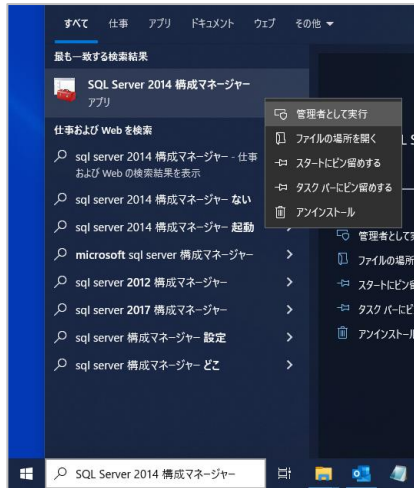 すべて 仕事 アプリ ドキュメント ウェブ その他
最も一致する検索結果
SQL Server 2014 構成マネージャー
アプリ
管理者として実行
ファイルの場所を開く
スタートにピン留めする
タスク バーにピン留めする
アンインストール
仕事および Web を検索
sql server 2014 構成マネージャー - 仕事
および Web の検索結果を表示
sql server 2014 構成マネージャー ない
sql server 2014 構成マネージャー 起動
microsoft sql server 構成マネージャー
sql server 2012 構成マネージャー
sql server 2017 構成マネージャー
sql server 構成マネージャー 設定
sql server 構成マネージャー どこ
L S
管理者として
ファイルの場所
スタートにピン
タスク バーにピ
アンインストール
SQL Server 2014 構成マネージャー